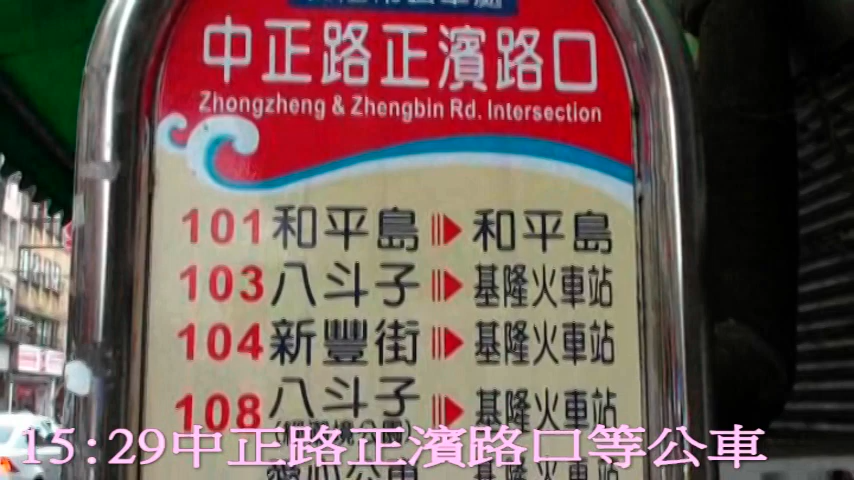 中正路正濱路口
Zhongzheng & Zhengbin Rd. Intersection
101 和平島 和平島
103 八斗子 基隆火車站
104 新豐街 基隆火車站
108 八斗子 基隆火車站
15:29中正路正濱路口等公車